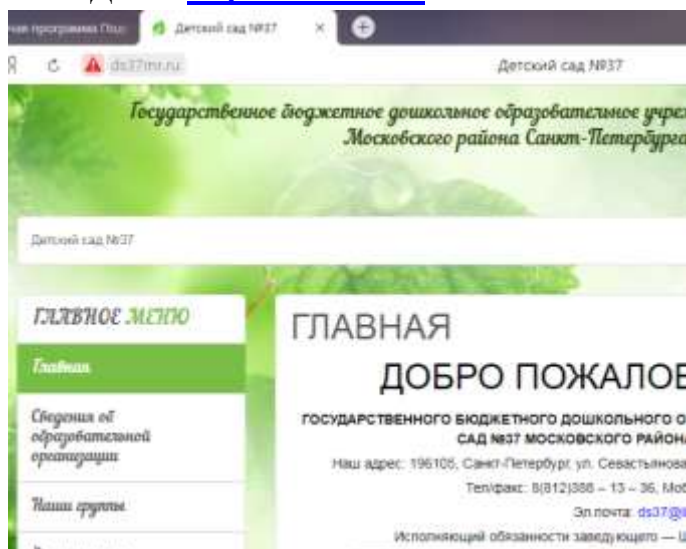 программа
Детский сад №37
ds37mr.ru
Детский сад №37
Государственное бюджетное дошкольное образовательное
Московского района Санкт-Петербурга
Детский сад №37
ГЛАВНОЕ МЕНЮ
Главная
Сведения об
образовательной
организации
Наши группы
ГЛАВНАЯ
ДОБРО ПОЖАЛОВ
ГОСУДАРСТВЕННОГО БЮДЖЕТНОГО ДОШКОЛЬНОГО О
САД №37 МОСКОВСКОГО РАЙОНА
Наш адрес: 196105, Санкт-Петербург, ул. Севастьянова
Тел/факс: 8(812)388 – 13 – 36, Моб
Эл.почта: ds37@
Исполняющий обязанности заведующего —